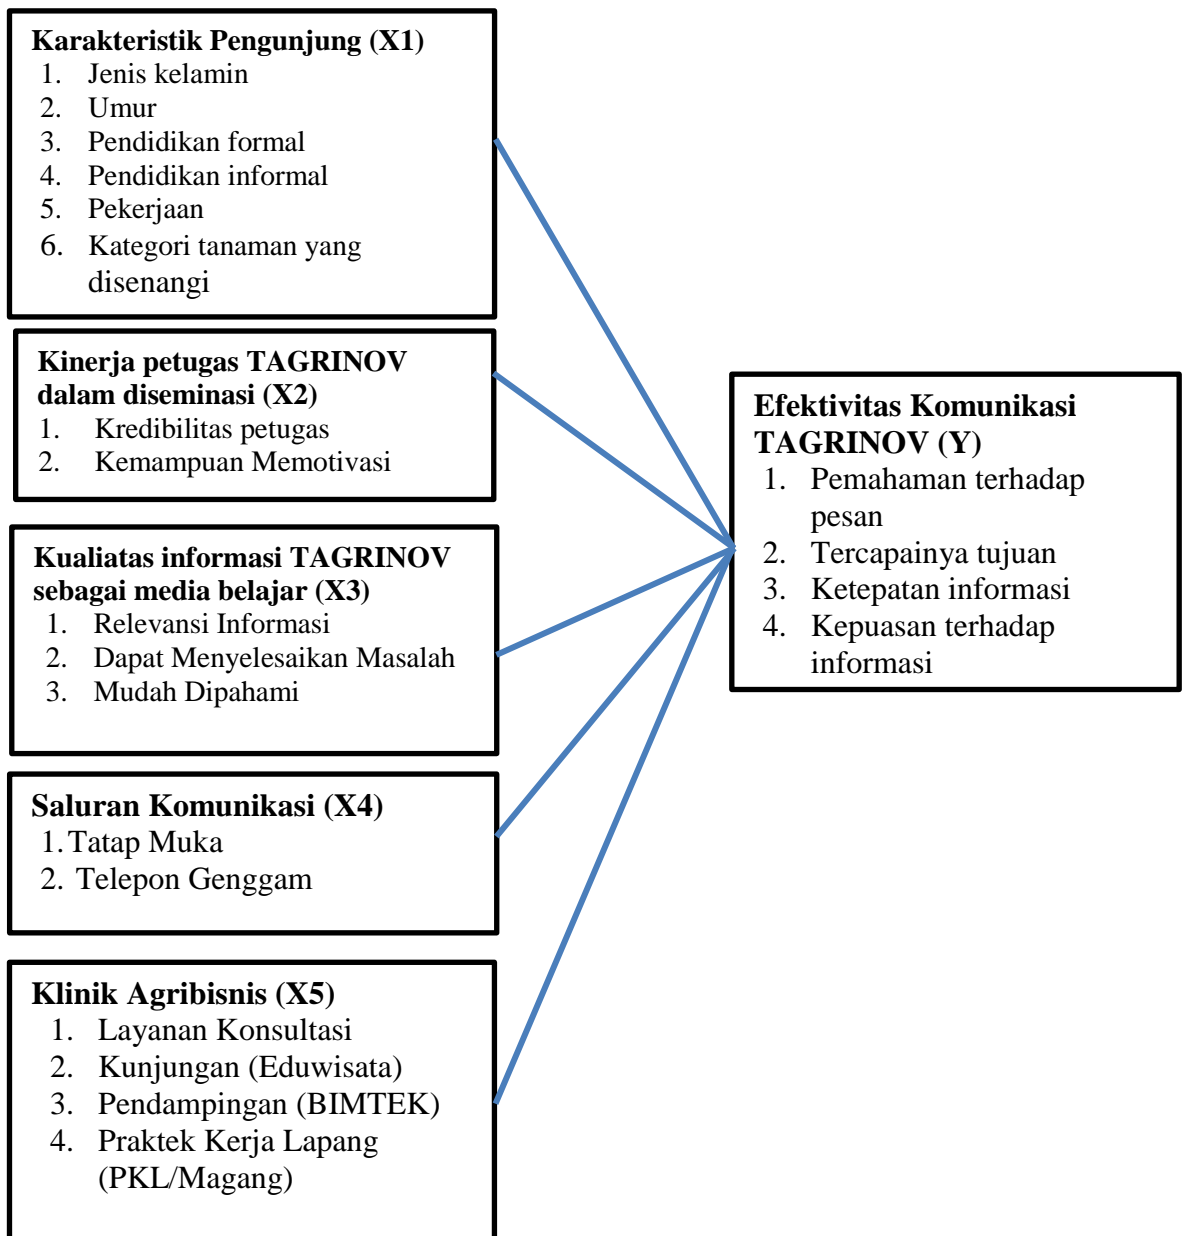 Karakteristik Pengunjung (X1)
1. Jenis kelamin
2. Umur
3. Pendidikan formal
4. Pendidikan informal
5. Pekerjaan
6. Kategori tanaman yang
disenangi
Kinerja petugas TAGRINOV
dalam diseminasi (X2)
1. Kredibilitas petugas
2. Kemampuan Memotivasi
Kualiatas informasi TAGRINOV
sebagai media belajar (X3)
1. Relevansi Informasi
2. Dapat Menyelesaikan Masalah
3. Mudah Dipahami
Saluran Komunikasi (X4)
1. Tatap Muka
2. Telepon Genggam
Klinik Agribisnis (X5)
1. Layanan Konsultasi
2. Kunjungan (Eduwisata)
3. Pendampingan (BIMTEK)
4. Praktek Kerja Lapang
(PKL/Magang)
Efektivitas Komunikasi
TAGRINOV (Y)
1. Pemahaman terhadap
pesan
2. Tercapainya tujuan
3. Ketepatan informasi
4. Kepuasan terhadap
informasi